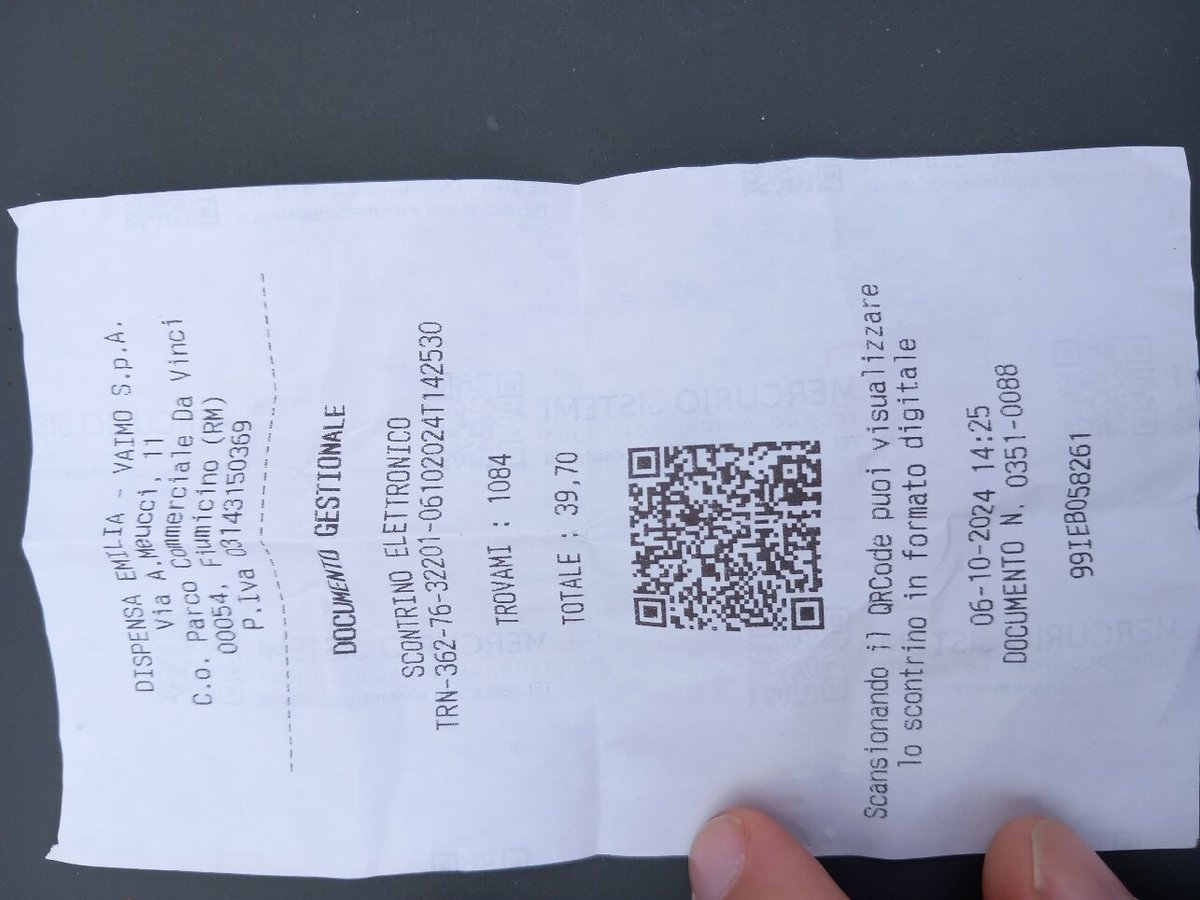 DISPENSA EMILIA - VAIMO S.p.A.
Via A.Meucci, 11
C.o. Parco Commerciale Da Vinci
00054, Fiumicino (RM)
P.Iva 03143150369
DOCUMENTO GESTIONALE
SCONTRINO ELETTRONICO
TRN-362-76-32201-06102024T142530
TROVAMI : 1084
TOTALE : 39,70
Scansionando il QRCode puoi visualizzare
lo scontrino in formato digitale
06-10-2024 14:25
DOCUMENTO N. 0351-0088
99IEB058261
MERCURIO SISTEMI